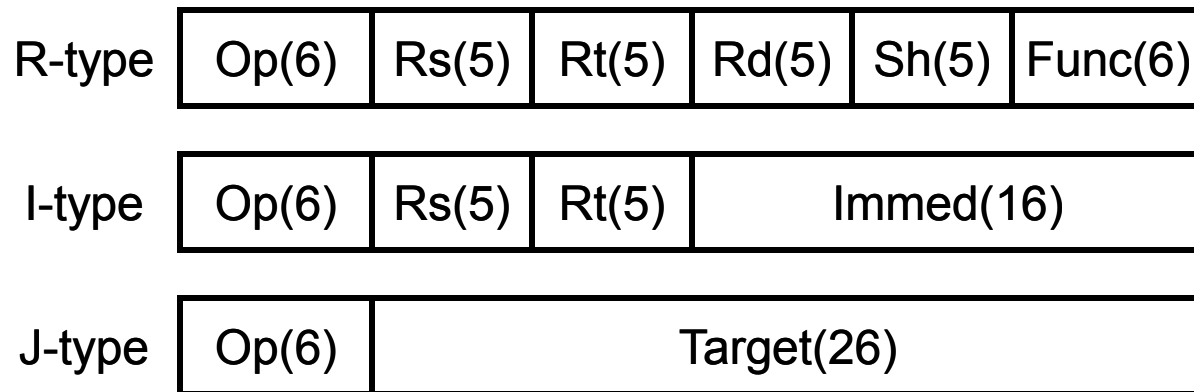 R-type Op(6) Rs(5) Rt(5) Rd(5) Sh(5) Func(6)
I-type Op(6) Rs(5) Rt(5) Immed(16)
J-type Op(6) Target(26)